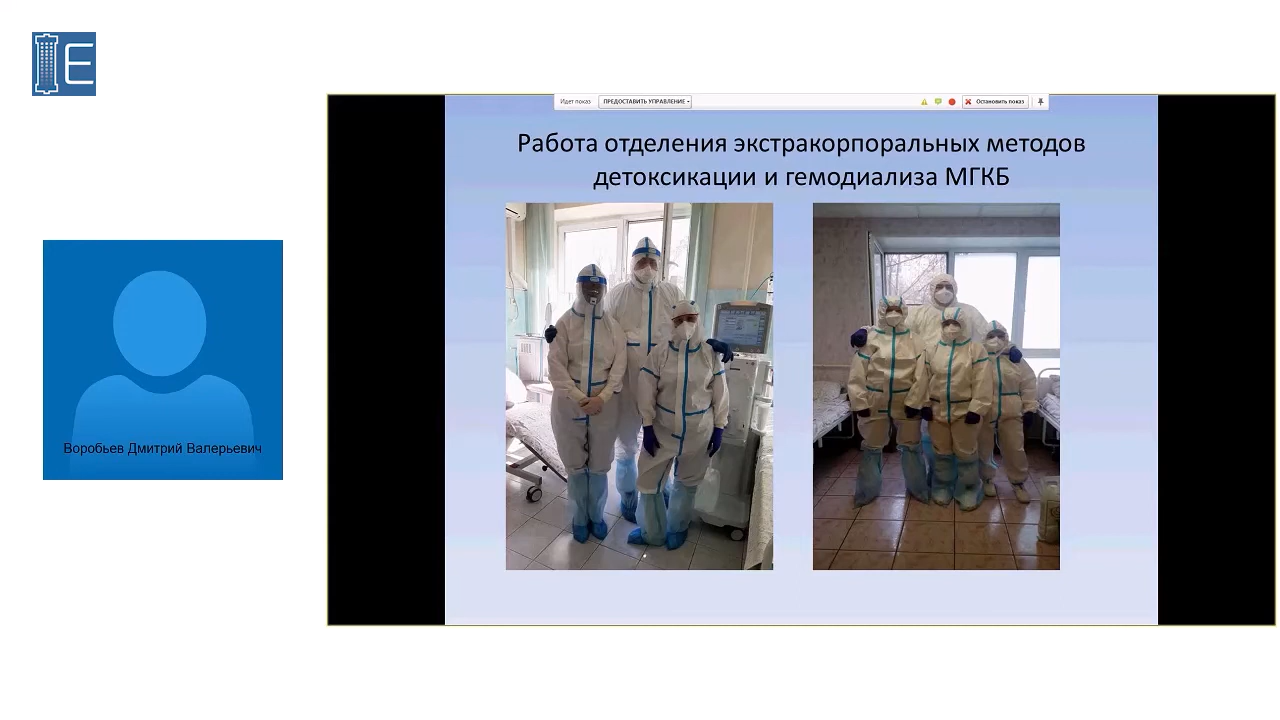 E
Идет показ
ПРЕДОСТАВИТЬ УПРАВЛЕНИЕ
Остановить показ
Работа отделения экстракорпоральных методов
детоксикации и гемодиализа МГКБ
Воробьев Дмитрий Валерьевич